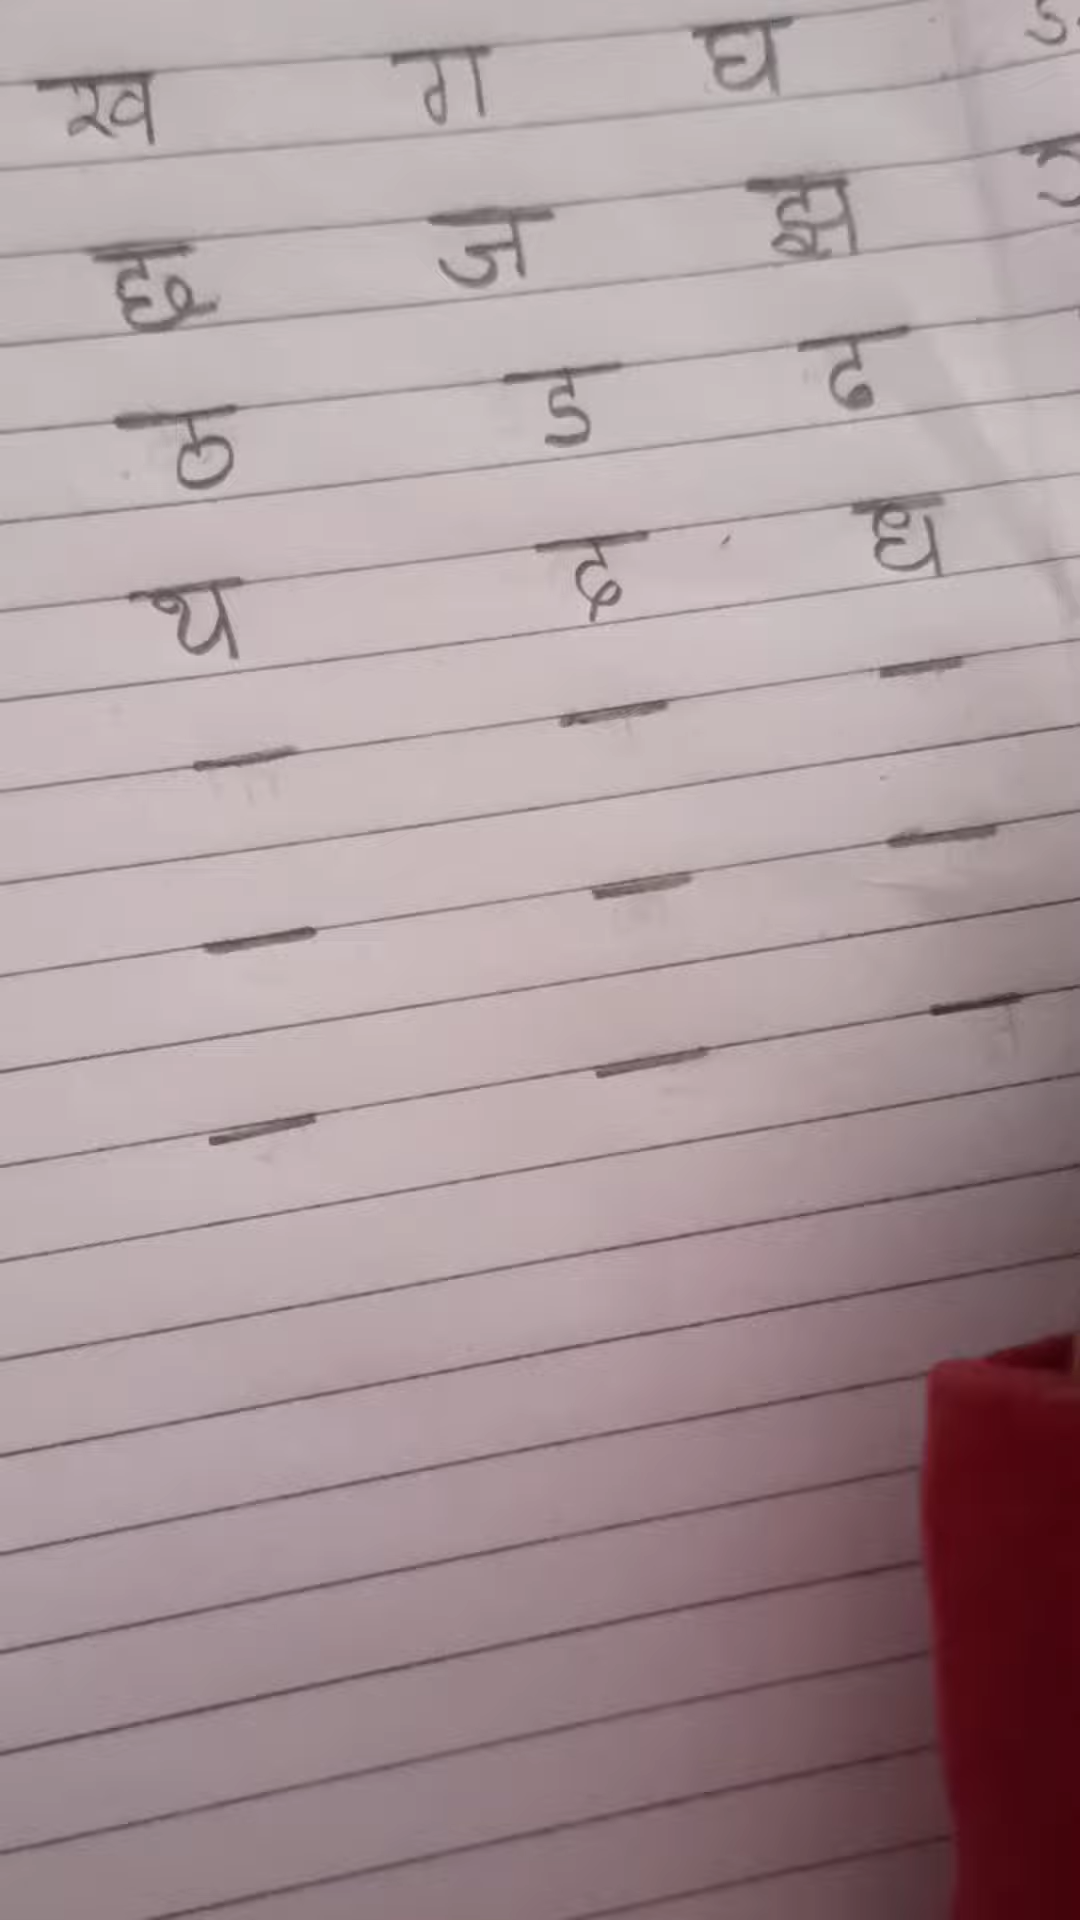 ख ग घ
छ ज झ
ठ ड ढ
थ द ध